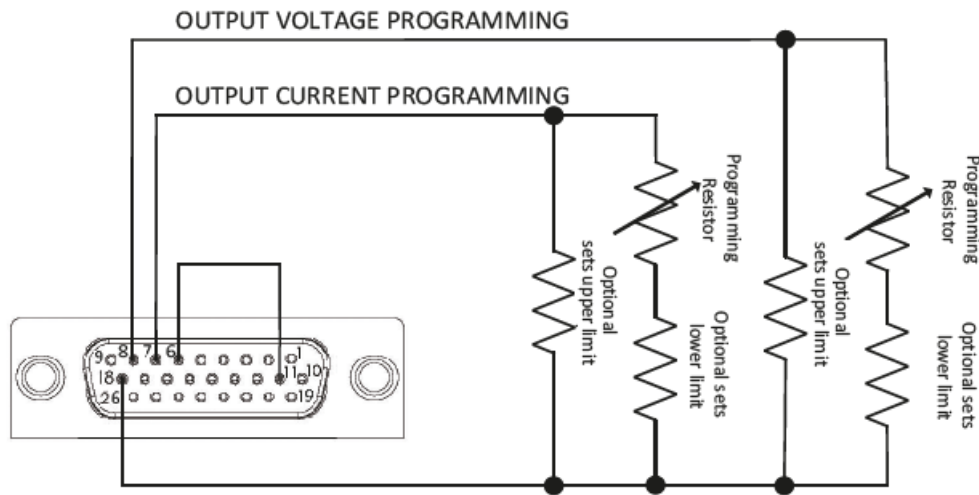 OUTPUT VOLTAGE PROGRAMMING
OUTPUT CURRENT PROGRAMMING
Programming
Resistor
Optional
sets upper limit
Optional sets
lower limit
Programming
Resistor
Optional
sets upper limit
Optional sets
lower limit
9 8 7 6 1
18 11 10
26 19